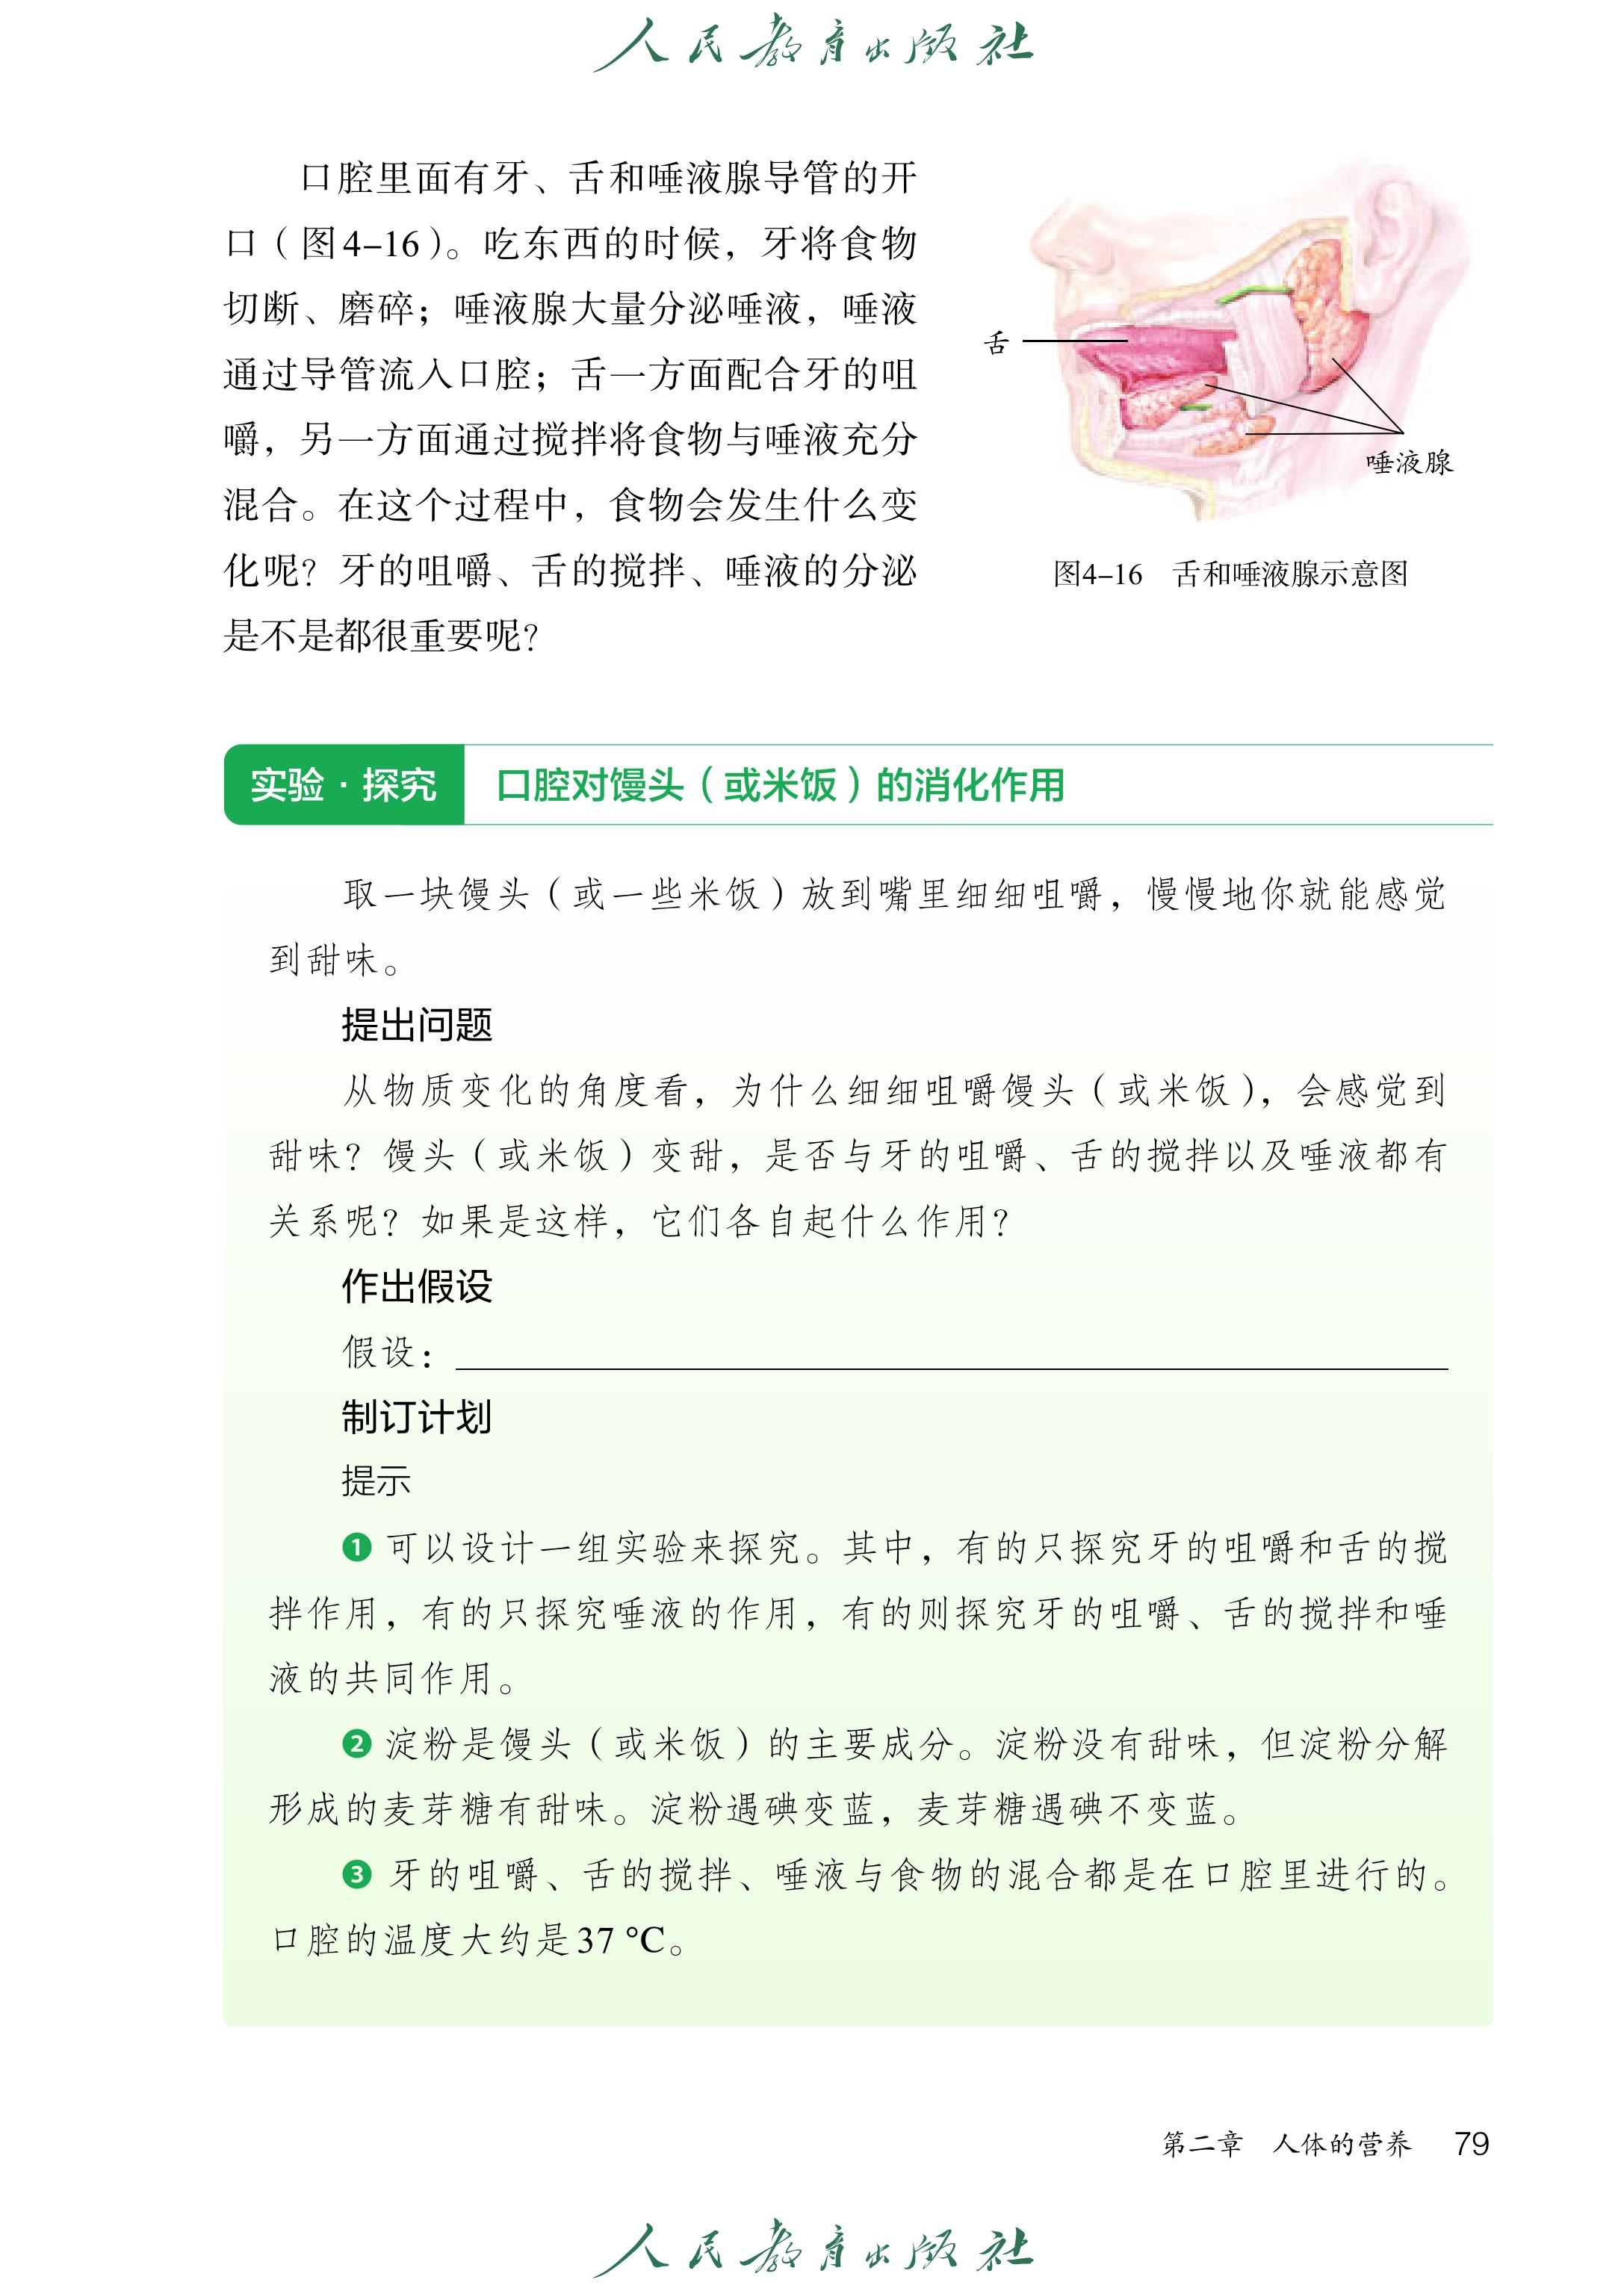 人民教育出版社
口腔里面有牙、舌和唾液腺导管的开
口（图4-16）。吃东西的时候，牙将食物
切断、磨碎；唾液腺大量分泌唾液，唾液
通过导管流入口腔；舌一方面配合牙的咀
嚼，另一方面通过搅拌将食物与唾液充分
混合。在这个过程中，食物会发生什么变
化呢？牙的咀嚼、舌的搅拌、唾液的分泌
是不是都很重要呢？
舌
唾液腺
图4-16 舌和唾液腺示意图
实验·探究 口腔对馒头（或米饭）的消化作用
取一块馒头（或一些米饭）放到嘴里细细咀嚼，慢慢地你就能感觉
到甜味。
提出问题
从物质变化的角度看，为什么细细咀嚼馒头（或米饭），会感觉到
甜味？馒头（或米饭）变甜，是否与牙的咀嚼、舌的搅拌以及唾液都有
关系呢？如果是这样，它们各自起什么作用？
作出假设
假设：
制订计划
提示
❶ 可以设计一组实验来探究。其中，有的只探究牙的咀嚼和舌的搅
拌作用，有的只探究唾液的作用，有的则探究牙的咀嚼、舌的搅拌和唾
液的共同作用。
❷ 淀粉是馒头（或米饭）的主要成分。淀粉没有甜味，但淀粉分解
形成的麦芽糖有甜味。淀粉遇碘变蓝，麦芽糖遇碘不变蓝。
❸ 牙的咀嚼、舌的搅拌、唾液与食物的混合都是在口腔里进行的。
口腔的温度大约是37 ℃。
第二章 人体的营养 79
人民教育出版社